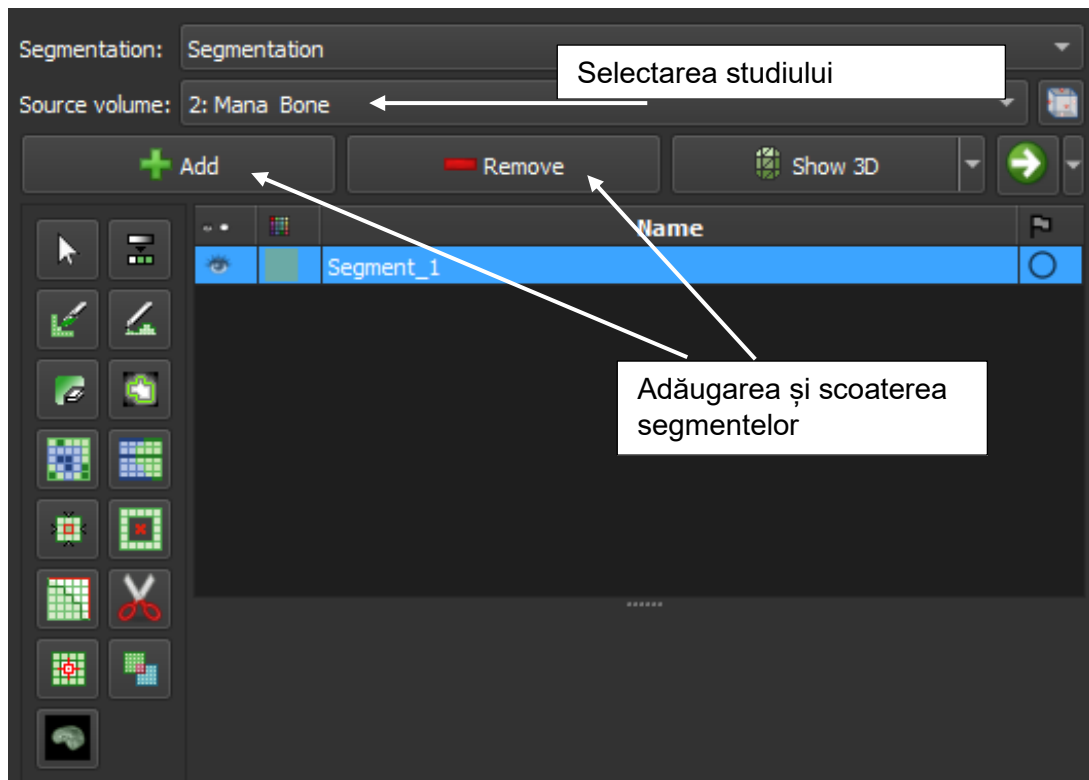 Segmentation: Segmentation
Selectarea studiului
Source volume: 2: Mana Bone
Add Remove Show 3D
Name
Segment_1
Adăugarea și scoaterea
segmentelor